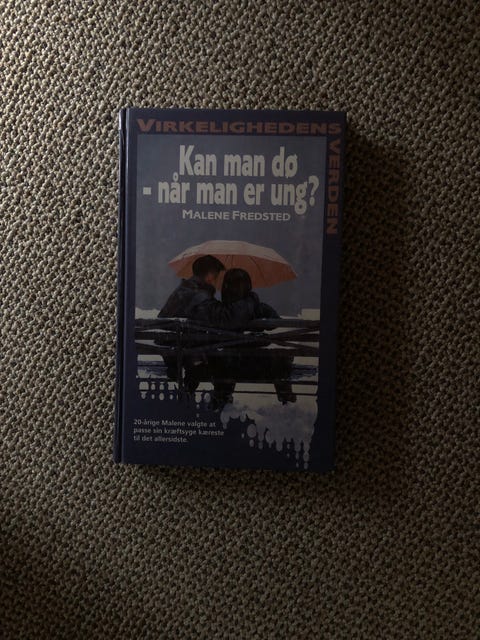 VIRKELIGHEDENS
VERDEN
Kan man dø
- når man er ung?
MALENE FREDSTED
20-årige Malene valgte at
passe sin kræftsyge kæreste
til det allersidste.